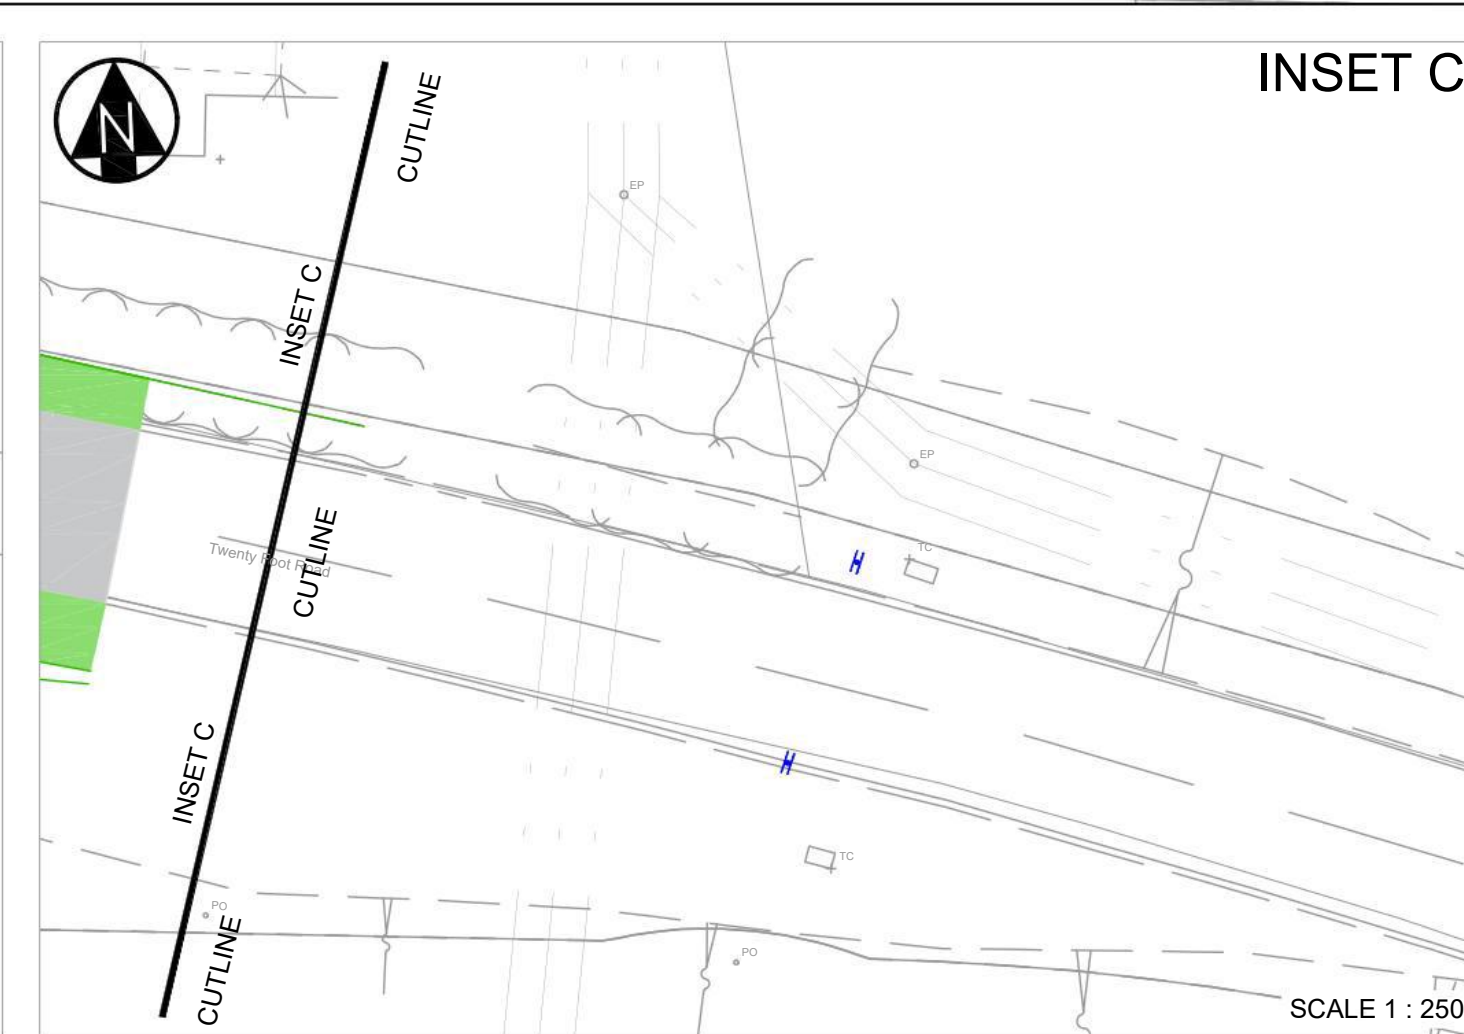 INSET C
N
CUTLINE
EP
INSET C
EP
CUTLINE
Twenty Foot Road
TC
INSET C
TC
PO
CUTLINE
PO
SCALE 1 : 250